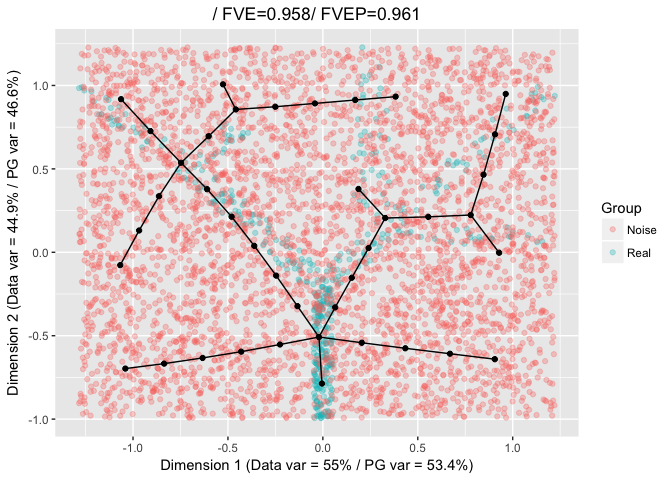 / FVE=0.958/ FVEP=0.961
Dimension 2 (Data var = 44.9% / PG var = 46.6%)
1.0
0.5
0.0
-0.5
-1.0
-1.0
-0.5
0.0
0.5
1.0
Dimension 1 (Data var = 55% / PG var = 53.4%)
Group
Noise
Real